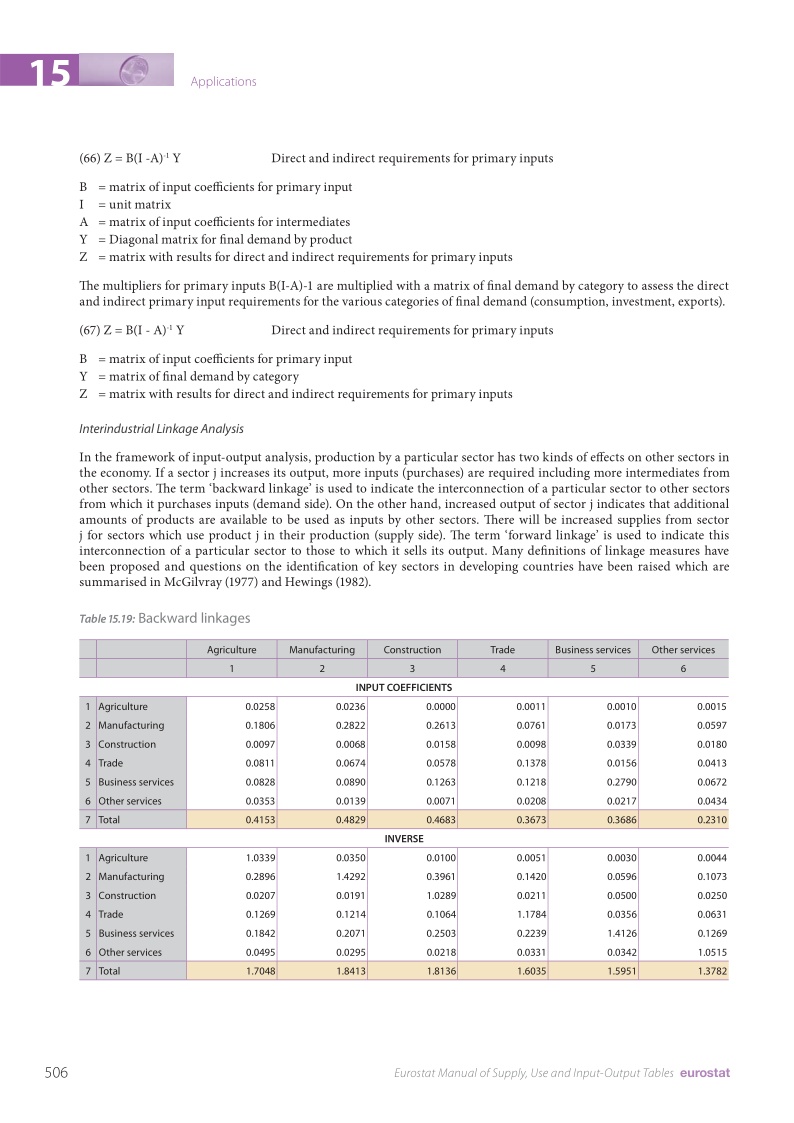 15
Applications
(66) Z = B(I -A)-1 Y Direct and indirect requirements for primary inputs
B = matrix of input coefficients for primary input
I = unit matrix
A = matrix of input coefficients for intermediates
Y = Diagonal matrix for final demand by product
Z = matrix with results for direct and indirect requirements for primary inputs
The multipliers for primary inputs B(I-A)-1 are multiplied with a matrix of final demand by category to assess the direct
and indirect primary input requirements for the various categories of final demand (consumption, investment, exports).
(67) Z = B(I - A)-1 Y Direct and indirect requirements for primary inputs
B = matrix of input coefficients for primary input
Y = matrix of final demand by category
Z = matrix with results for direct and indirect requirements for primary inputs
Interindustrial Linkage Analysis
In the framework of input-output analysis, production by a particular sector has two kinds of effects on other sectors in
the economy. If a sector j increases its output, more inputs (purchases) are required including more intermediates from
other sectors. The term ‘backward linkage’ is used to indicate the interconnection of a particular sector to other sectors
from which it purchases inputs (demand side). On the other hand, increased output of sector j indicates that additional
amounts of products are available to be used as inputs by other sectors. There will be increased supplies from sector
j for sectors which use product j in their production (supply side). The term ‘forward linkage’ is used to indicate this
interconnection of a particular sector to those to which it sells its output. Many definitions of linkage measures have
been proposed and questions on the identification of key sectors in developing countries have been raised which are
summarised in McGilvray (1977) and Hewings (1982).
Table 15.19: Backward linkages
Agriculture Manufacturing Construction Trade Business services Other services
1 2 3 4 5 6
INPUT COEFFICIENTS
1 Agriculture 0.0258 0.0236 0.0000 0.0011 0.0010 0.0015
2 Manufacturing 0.1806 0.2822 0.2613 0.0761 0.0173 0.0597
3 Construction 0.0097 0.0068 0.0158 0.0098 0.0339 0.0180
4 Trade 0.0811 0.0674 0.0578 0.1378 0.0156 0.0413
5 Business services 0.0828 0.0890 0.1263 0.1218 0.2790 0.0672
6 Other services 0.0353 0.0139 0.0071 0.0208 0.0217 0.0434
7 Total 0.4153 0.4829 0.4683 0.3673 0.3686 0.2310
INVERSE
1 Agriculture 1.0339 0.0350 0.0100 0.0051 0.0030 0.0044
2 Manufacturing 0.2896 1.4292 0.3961 0.1420 0.0596 0.1073
3 Construction 0.0207 0.0191 1.0289 0.0211 0.0500 0.0250
4 Trade 0.1269 0.1214 0.1064 1.1784 0.0356 0.0631
5 Business services 0.1842 0.2071 0.2503 0.2239 1.4126 0.1269
6 Other services 0.0495 0.0295 0.0218 0.0331 0.0342 1.0515
7 Total 1.7048 1.8413 1.8136 1.6035 1.5951 1.3782
506
Eurostat Manual of Supply, Use and Input-Output Tables eurostat